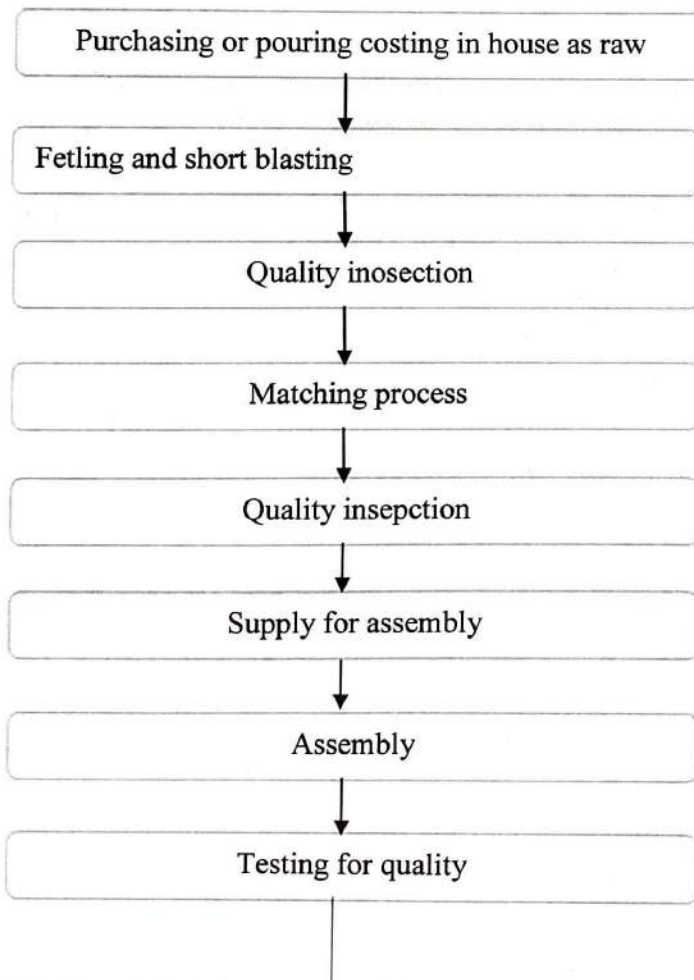 Purchasing or pouring costing in house as raw
Fetling and short blasting
Quality inosection
Matching process
Quality insepction
Supply for assembly
Assembly
Testing for quality